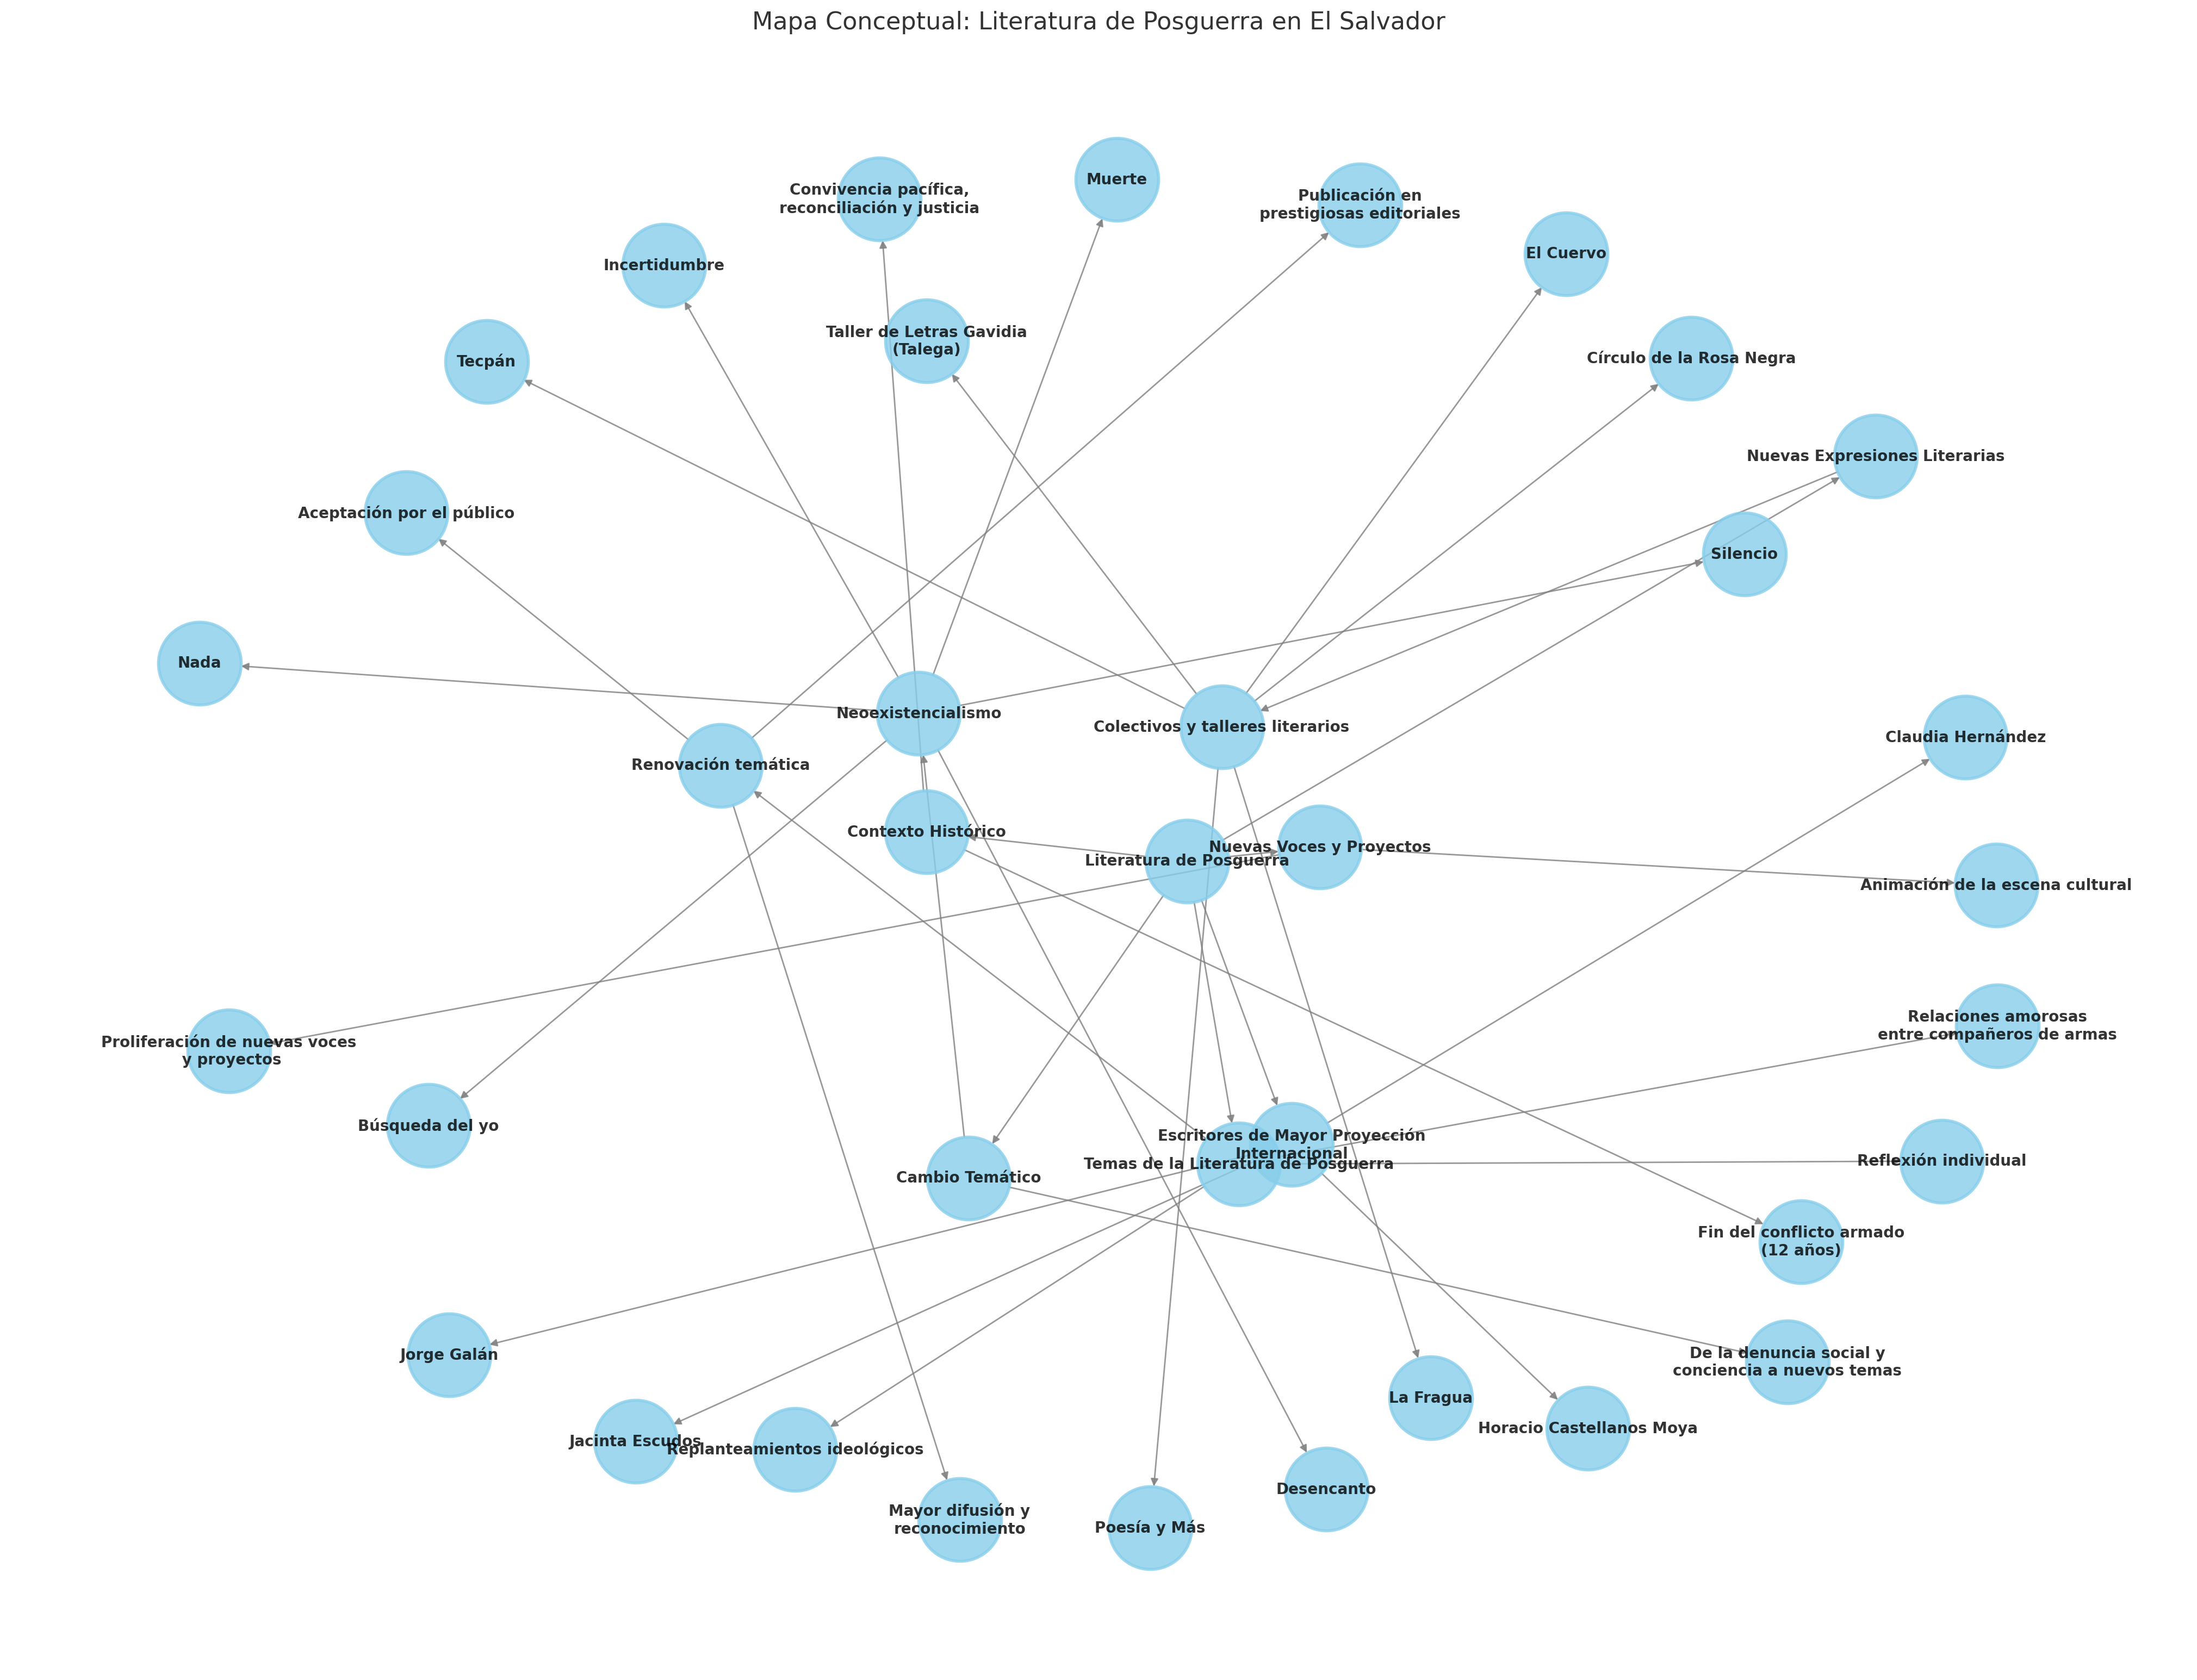 Mapa Conceptual: Literatura de Posguerra en El Salvador
Muerte
Convivencia pacífica,
reconciliación y justicia
Publicación en
prestigiosas editoriales
El Cuervo
Incertidumbre
Taller de Letras Gavidia
(Talega)
Círculo de la Rosa Negra
Tecpán
Nuevas Expresiones Literarias
Aceptación por el público
Silencio
Nada
Neoexistencialismo
Colectivos y talleres literarios
Claudia Hernández
Renovación temática
Contexto Histórico
Nuevas Voces y Proyectos
Literatura de Posguerra
Animación de la escena cultural
Relaciones amorosas
entre compañeros de armas
Proliferación de nuevas voces
y proyectos
Búsqueda del yo
Escritores de Mayor Proyección
Internacional
Temas de la Literatura de Posguerra
Reflexión individual
Cambio Temático
Fin del conflicto armado
(12 años)
Jorge Galán
De la denuncia social y
conciencia a nuevos temas
La Fragua
Horacio Castellanos Moya
Jacinta Escudos
Replanteamientos ideológicos
Desencanto
Mayor difusión y
reconocimiento
Poesía y Más